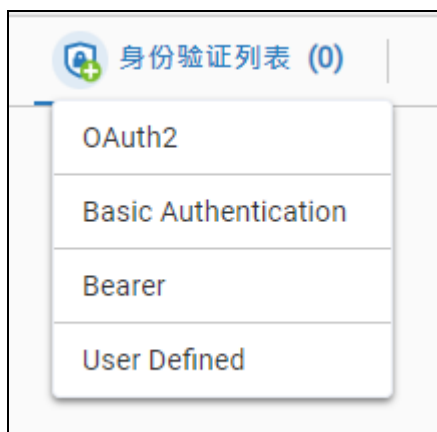 身份验证列表 (0)
OAuth2
Basic Authentication
Bearer
User Defined